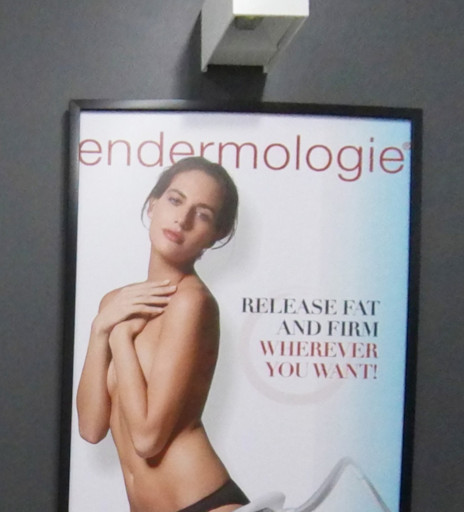 endermologie®
RELEASE FAT
AND FIRM
WHEREVER
YOU WANT!